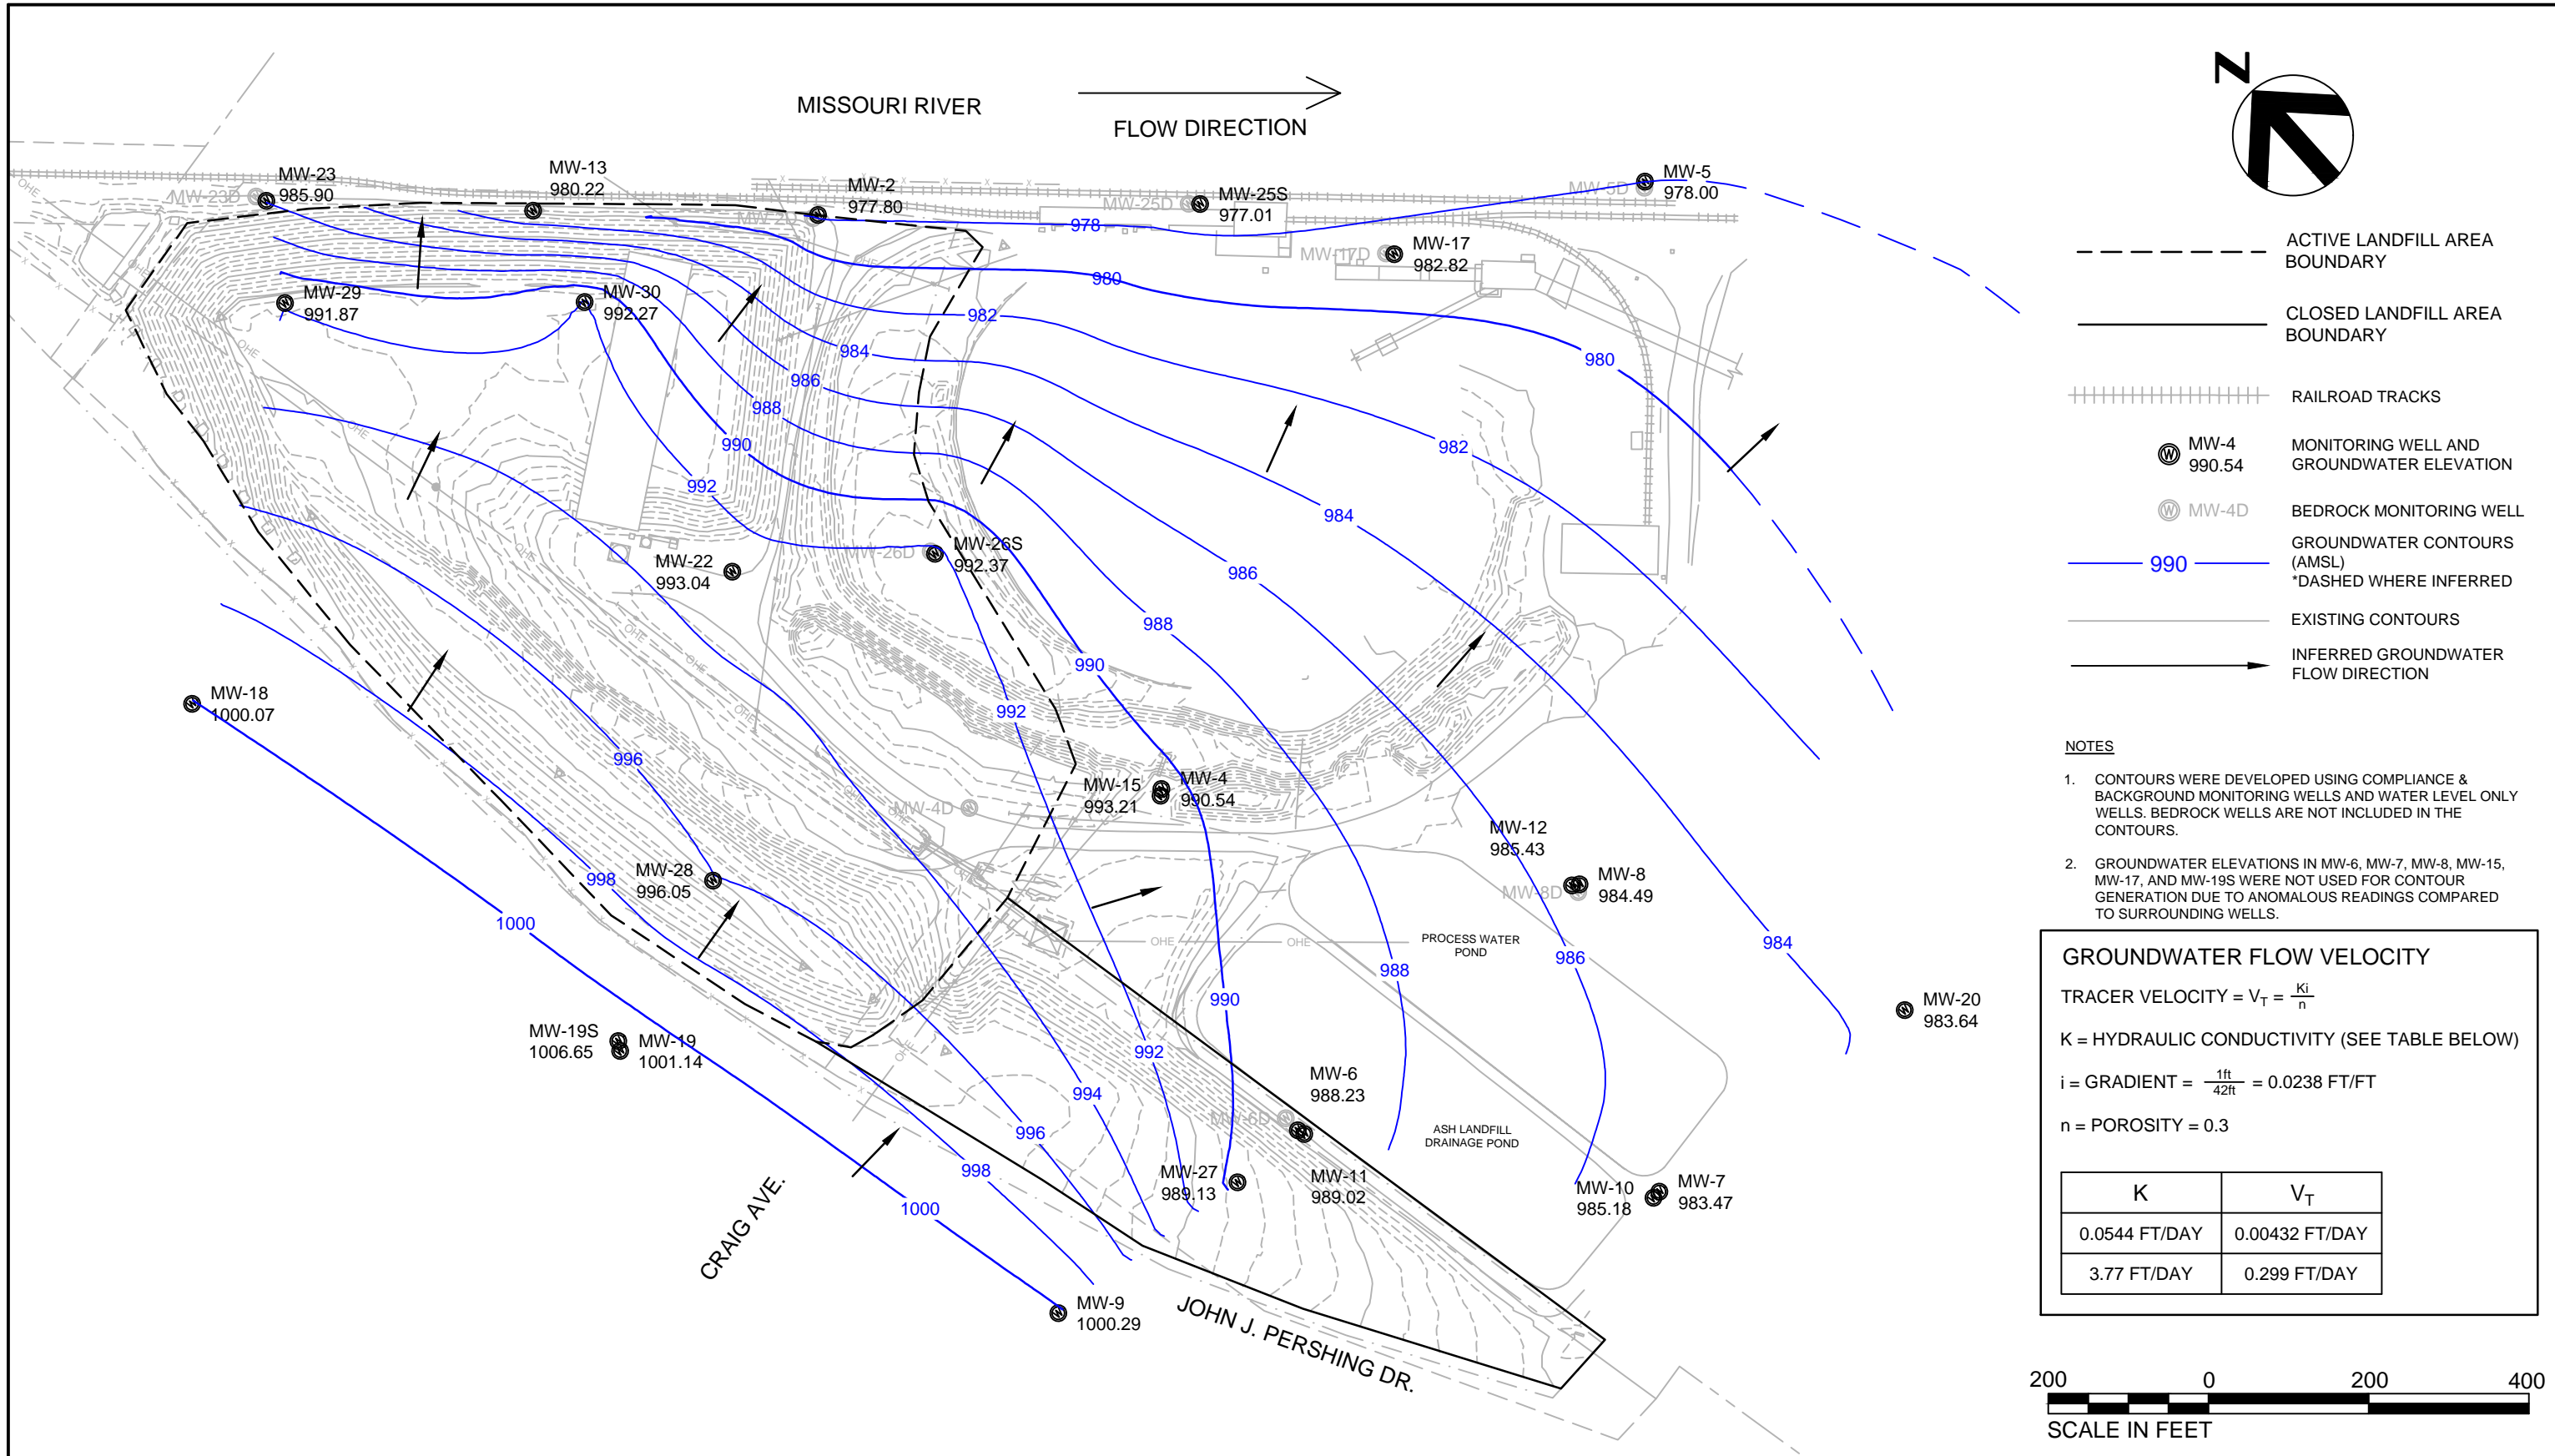 MISSOURI RIVER
FLOW DIRECTION
N
MW-23D
MW-23
985.90
MW-13
980.22
MW-2D
MW-2
977.80
MW-25D
MW-25S
977.01
MW-5D
MW-5
978.00
MW-17D
MW-17
982.82
MW-29
991.87
MW-30
992.27
978
980
980
982
982
984
984
986
986
988
988
990
990
992
992
MW-22
993.04
MW-26D
MW-26S
992.37
MW-18
1000.07
996
MW-15
993.21
MW-4
990.54
MW-4D
MW-12
985.43
MW-8D
MW-8
984.49
MW-28
996.05
998
1000
OHE
OHE
OHE
OHE
OHE
OHE
OHE
OHE
OHE
OHE
OHE
OHE
PROCESS WATER
POND
984
986
988
990
992
994
996
998
1000
MW-20
983.64
MW-19S
1006.65
MW-19
1001.14
MW-6
988.23
MW-6D
ASH LANDFILL
DRAINAGE POND
MW-27
989.13
MW-11
989.02
MW-10
985.18
MW-7
983.47
MW-9
1000.29
CRAIG AVE.
JOHN J. PERSHING DR.
ACTIVE LANDFILL AREA
BOUNDARY
CLOSED LANDFILL AREA
BOUNDARY
RAILROAD TRACKS
MW-4
990.54
MONITORING WELL AND
GROUNDWATER ELEVATION
MW-4D
BEDROCK MONITORING WELL
990
GROUNDWATER CONTOURS
(AMSL)
*DASHED WHERE INFERRED
EXISTING CONTOURS
INFERRED GROUNDWATER
FLOW DIRECTION
NOTES
1. CONTOURS WERE DEVELOPED USING COMPLIANCE &
BACKGROUND MONITORING WELLS AND WATER LEVEL ONLY
WELLS. BEDROCK WELLS ARE NOT INCLUDED IN THE
CONTOURS.
2. GROUNDWATER ELEVATIONS IN MW-6, MW-7, MW-8, MW-15,
MW-17, AND MW-19S WERE NOT USED FOR CONTOUR
GENERATION DUE TO ANOMALOUS READINGS COMPARED
TO SURROUNDING WELLS.
GROUNDWATER FLOW VELOCITY
TRACER VELOCITY = VT = Ki/n
K = HYDRAULIC CONDUCTIVITY (SEE TABLE BELOW)
i = GRADIENT = 1ft/42ft = 0.0238 FT/FT
n = POROSITY = 0.3
K VT
0.0544 FT/DAY 0.00432 FT/DAY
3.77 FT/DAY 0.299 FT/DAY
200 0 200 400
SCALE IN FEET